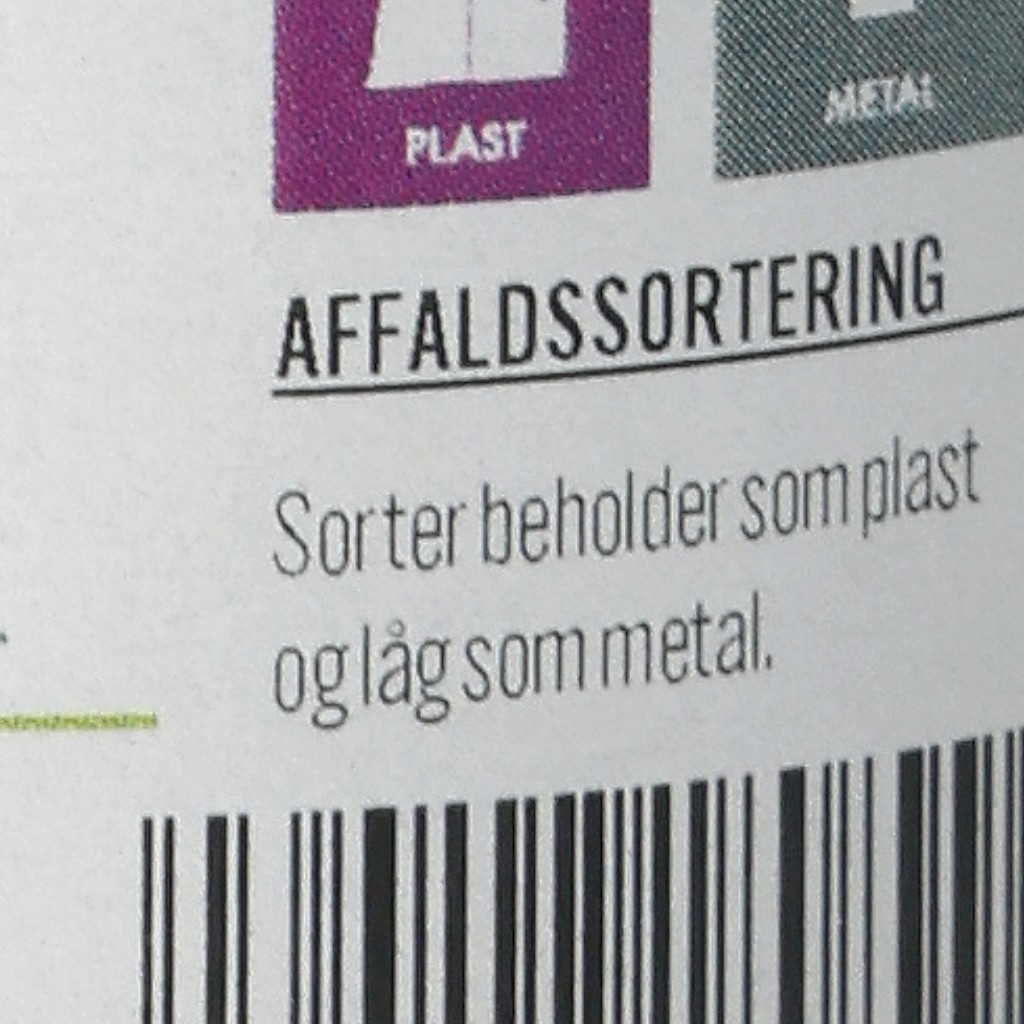 PLAST
METAL
AFFALDSSORTERING
Sorter beholder som plast
og låg som metal.